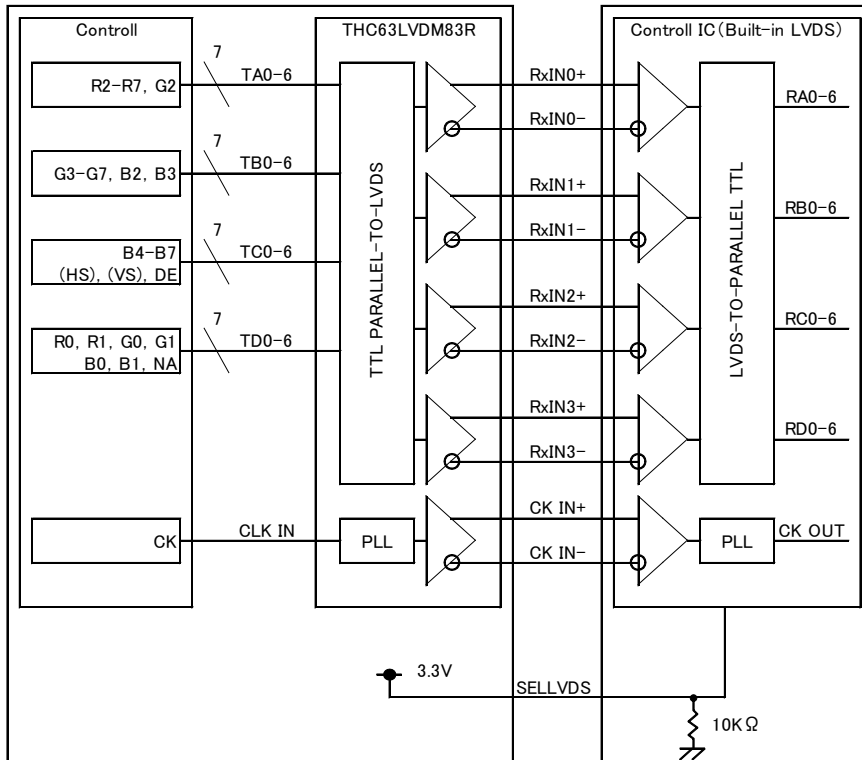 Controll
THC63LVDM83R
Controll IC(Built-in LVDS)
R2-R7, G2
7
TA0-6
RxIN0+
RxIN0-
RA0-6
G3-G7, B2, B3
7
TB0-6
RxIN1+
RxIN1-
RB0-6
B4-B7
(HS), (VS), DE
7
TC0-6
RxIN2+
RxIN2-
RC0-6
R0, R1, G0, G1
B0, B1, NA
7
TD0-6
RxIN3+
RxIN3-
RD0-6
TTL PARALLEL-TO-LVDS
LVDS-TO-PARALLEL TTL
CK
CLK IN
PLL
CK IN+
CK IN-
PLL
CK OUT
3.3V
SELLVDS
10KΩ